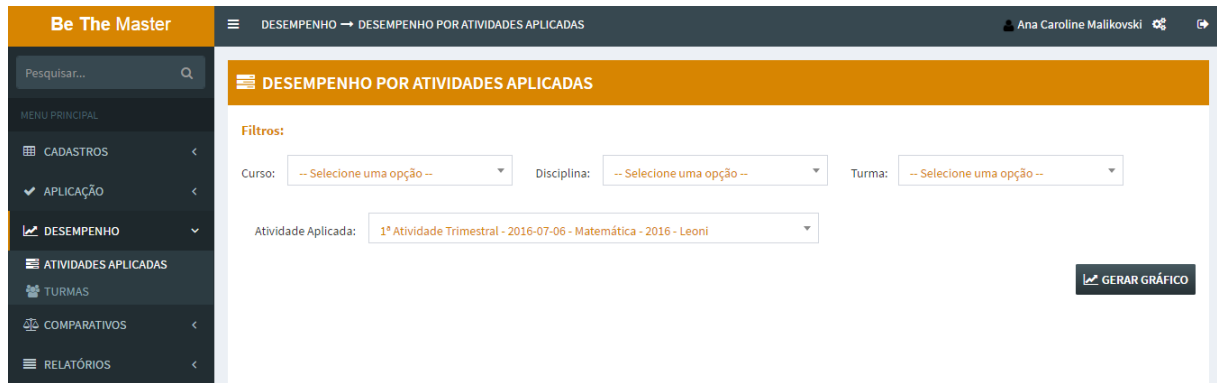 Be The Master
DESEMPENHO → DESEMPENHO POR ATIVIDADES APLICADAS
Ana Caroline Malikovski
Pesquisar...
MENU PRINCIPAL
CADASTROS
APLICAÇÃO
DESEMPENHO
ATIVIDADES APLICADAS
TURMAS
COMPARATIVOS
RELATÓRIOS
DESEMPENHO POR ATIVIDADES APLICADAS
Filtros:
Curso: -- Selecione uma opção -- Disciplina: -- Selecione uma opção -- Turma: -- Selecione uma opção --
Atividade Aplicada: 1ª Atividade Trimestral - 2016-07-06 - Matemática - 2016 - Leoni
GERAR GRÁFICO